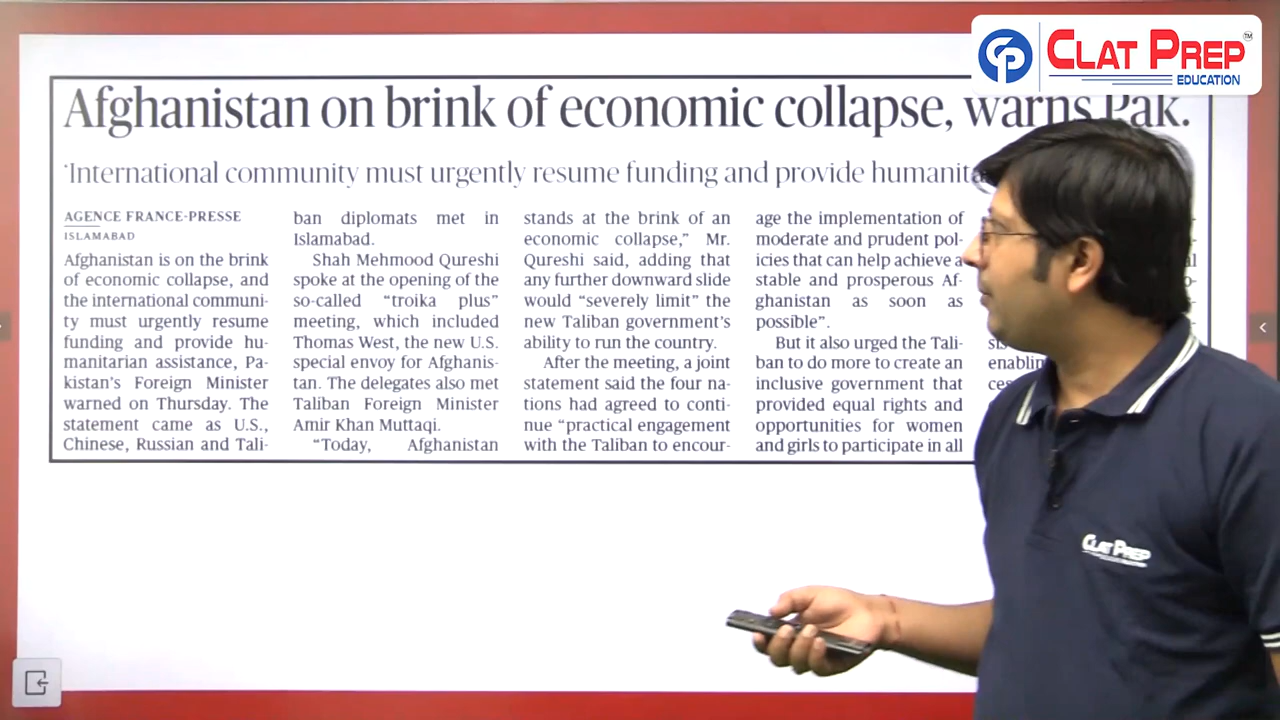 CLAT PREP
TM
EDUCATION
Afghanistan on brink of economic collapse, warns Pak.
‘International community must urgently resume funding and provide
AGENCE FRANCE-PRESSE
ISLAMABAD
Afghanistan is on the brink
of economic collapse, and
the international communi-
ty must urgently resume
funding and provide hu-
manitarian assistance, Pa-
kistan’s Foreign Minister
warned on Thursday. The
statement came as U.S.,
Chinese, Russian and Tali-
ban diplomats met in
Islamabad.
Shah Mehmood Qureshi
spoke at the opening of the
so-called “troika plus”
meeting, which included
Thomas West, the new U.S.
special envoy for Afghanis-
tan. The delegates also met
Taliban Foreign Minister
Amir Khan Muttaqi.
“Today, Afghanistan
stands at the brink of an
economic collapse,” Mr.
Qureshi said, adding that
any further downward slide
would “severely limit” the
new Taliban government’s
ability to run the country.
After the meeting, a joint
statement said the four na-
tions had agreed to conti-
nue “practical engagement
with the Taliban to encour-
age the implementation of
moderate and prudent pol-
icies that can help achieve a
stable and prosperous Af-
ghanistan as soon as
possible”.
But it also urged the Tali-
ban to do more to create an
inclusive government that
provided equal rights and
opportunities for women
and girls to participate in all
CLAT PREP